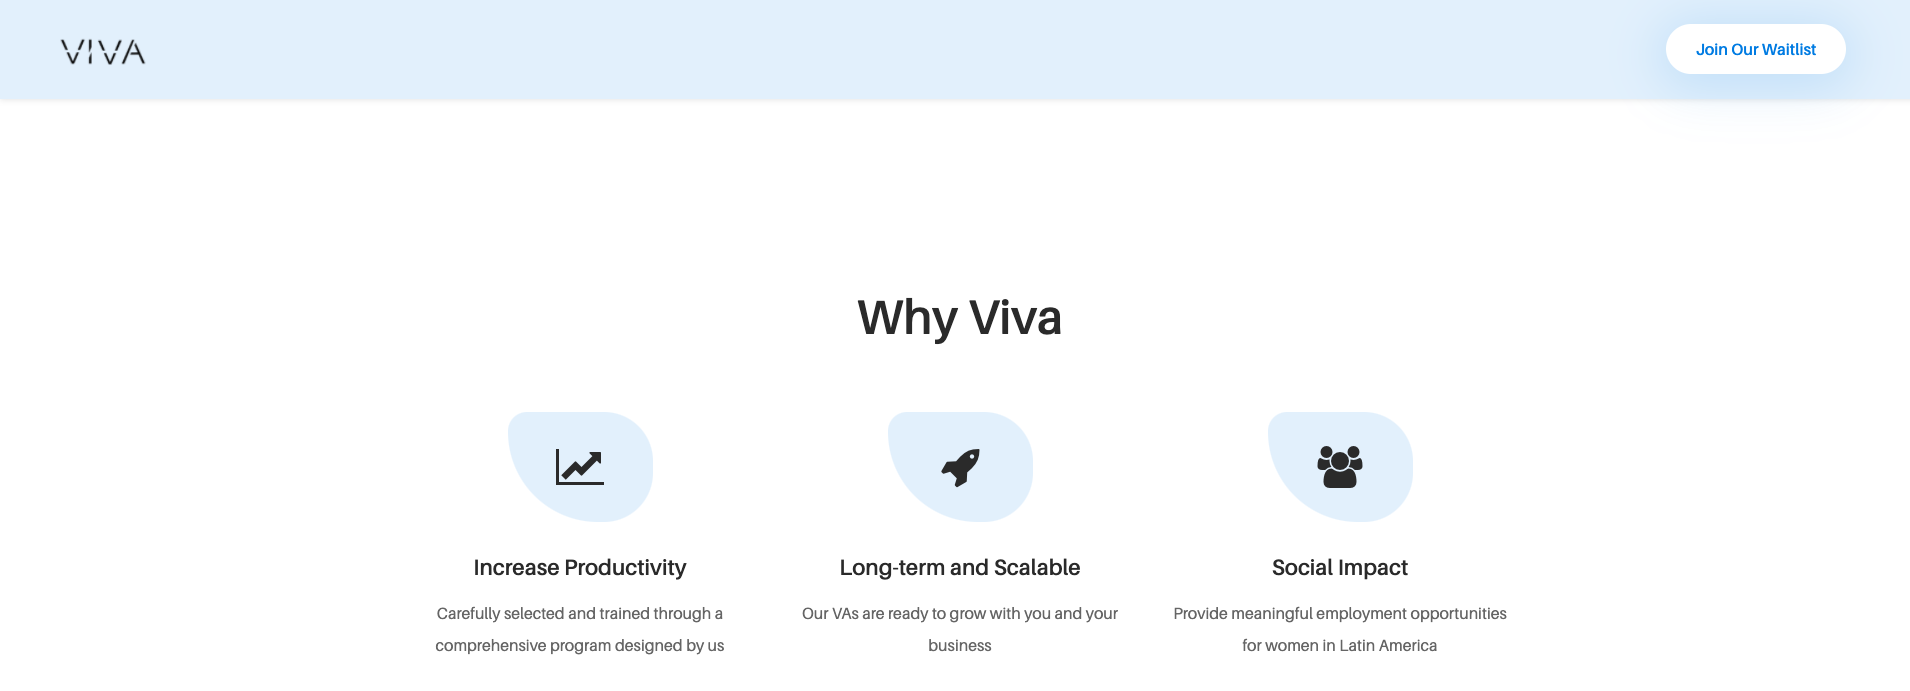 VIVA
Join Our Waitlist
Why Viva
Increase Productivity
Carefully selected and trained through a
comprehensive program designed by us
Long-term and Scalable
Our VAs are ready to grow with you and your
business
Social Impact
Provide meaningful employment opportunities
for women in Latin America